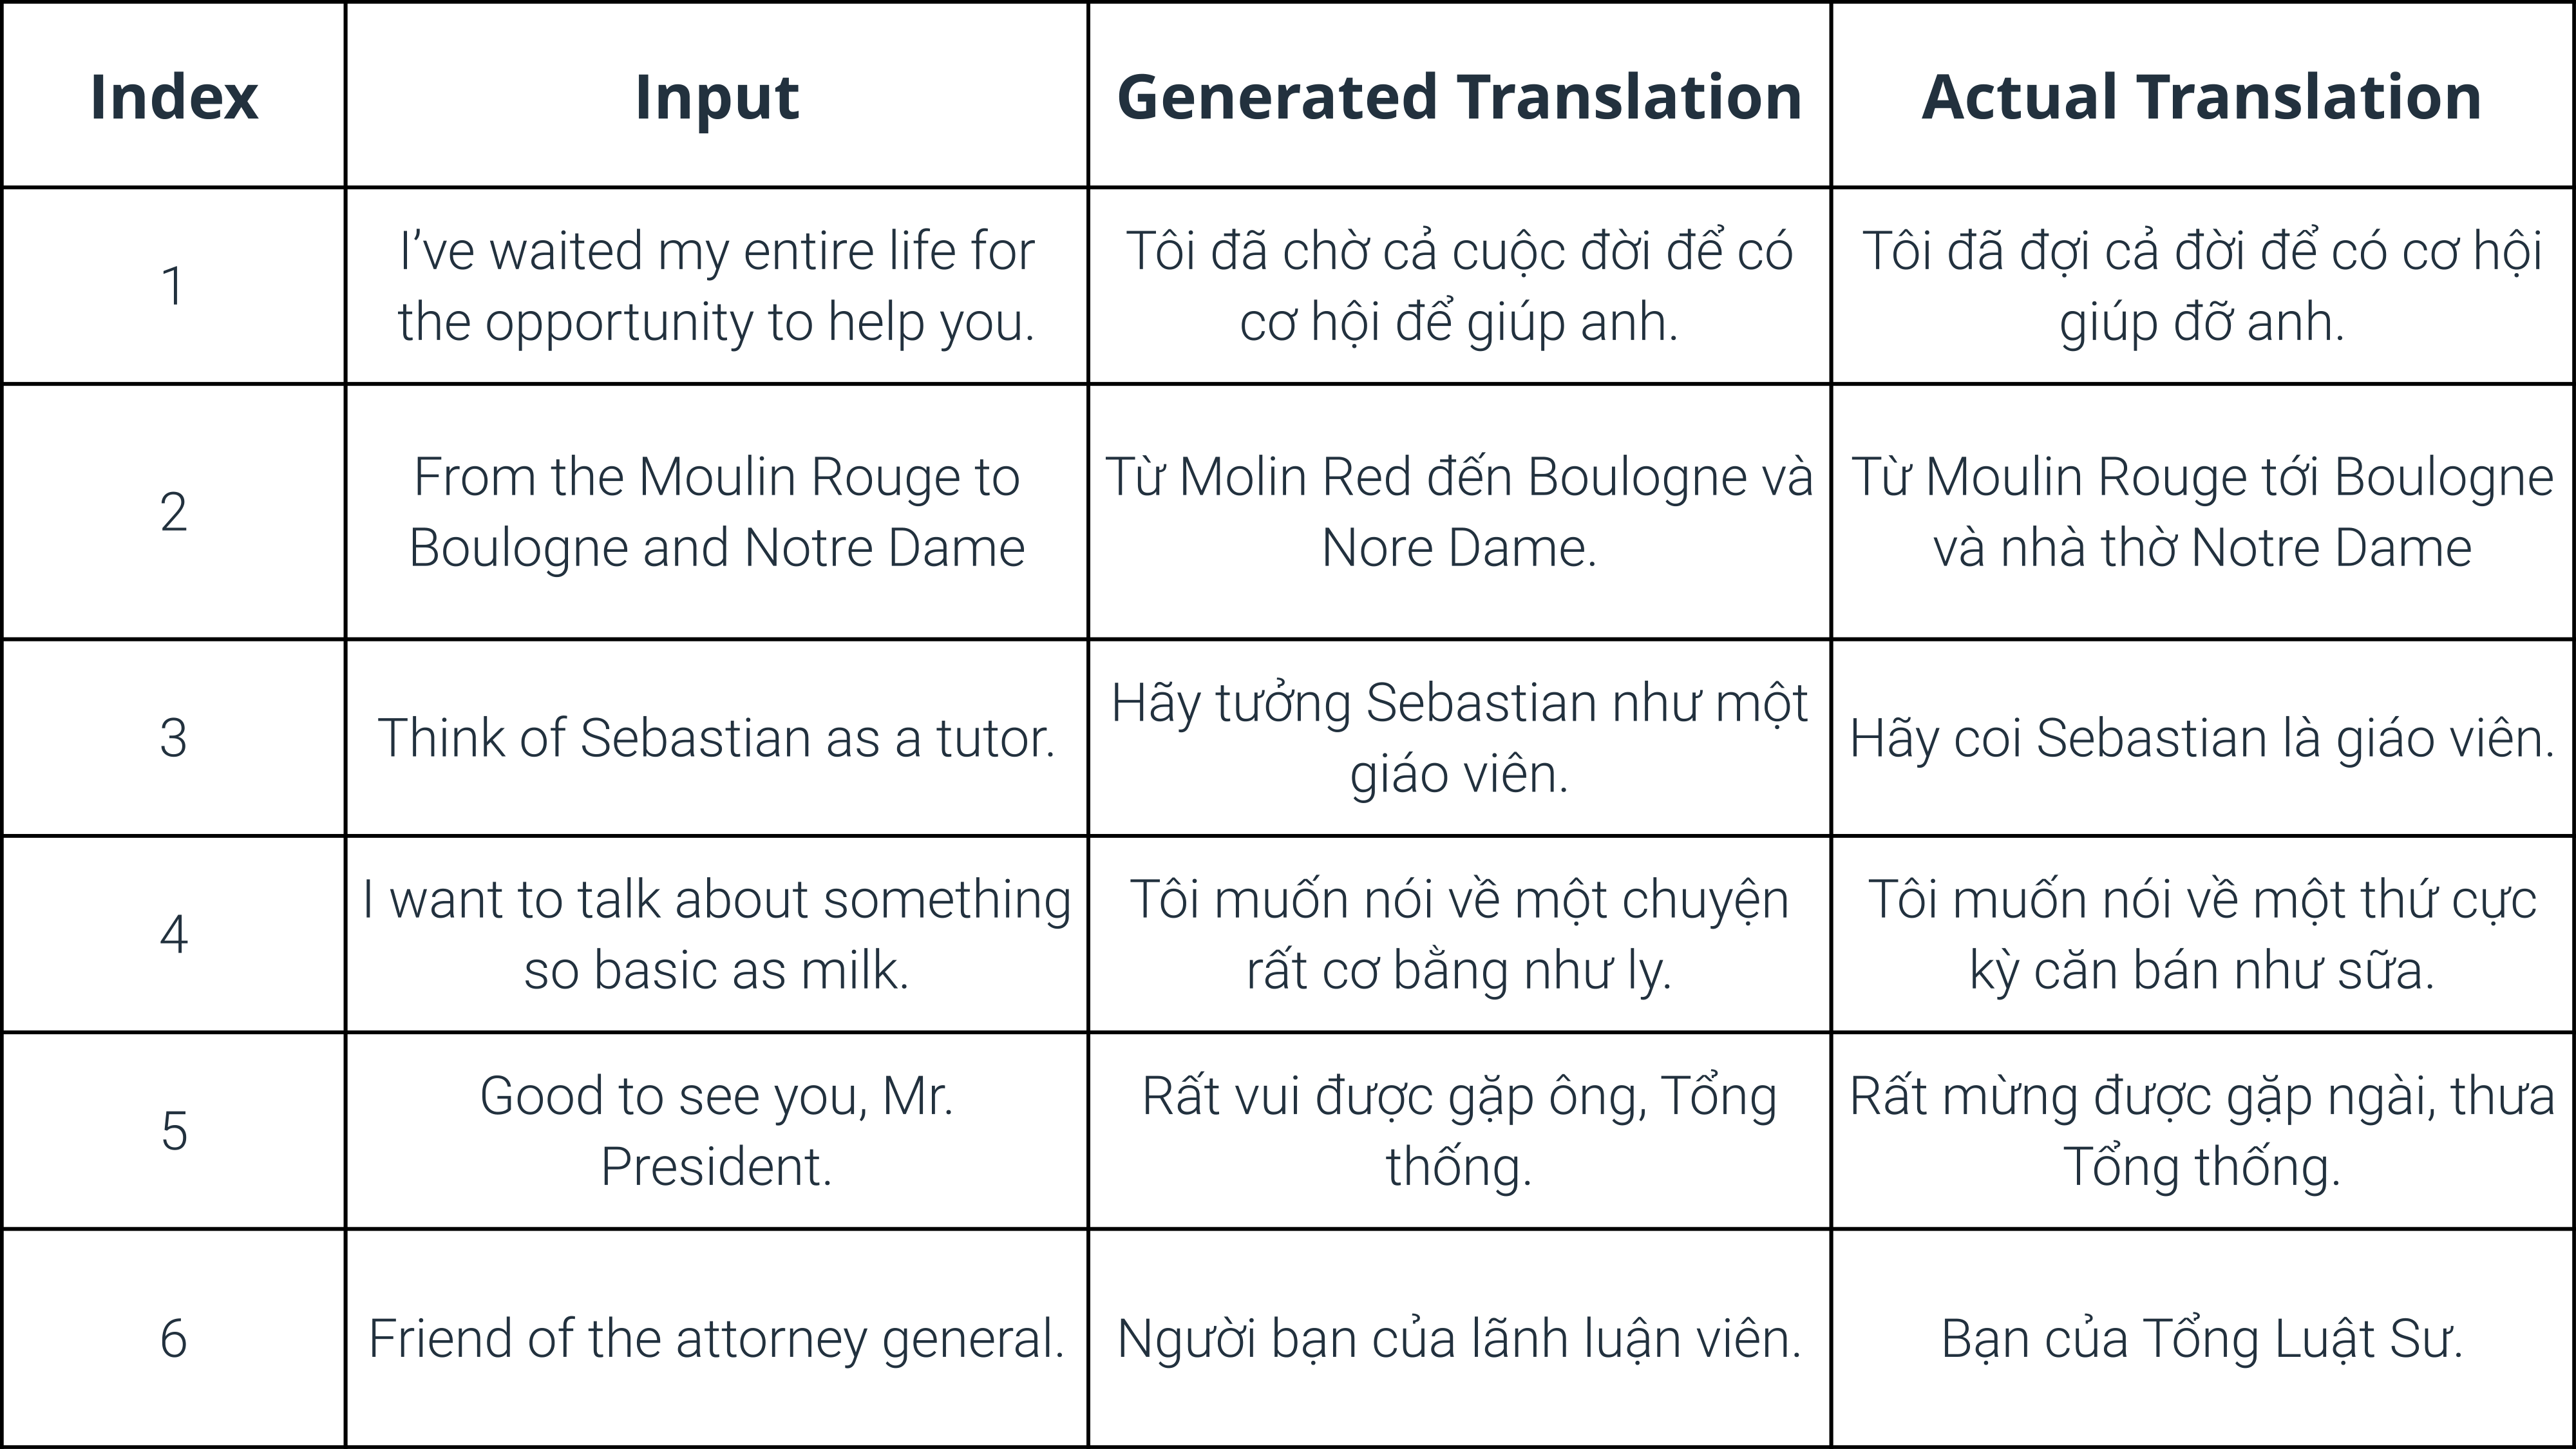 Index Input Generated Translation Actual Translation
1
I’ve waited my entire life for
the opportunity to help you.
Tôi đã chờ cả cuộc đời để có
cơ hội để giúp anh.
Tôi đã đợi cả đời để có cơ hội
giúp đỡ anh.
2
From the Moulin Rouge to
Boulogne and Notre Dame
Từ Molin Red đến Boulogne và
Nore Dame.
Từ Moulin Rouge tới Boulogne
và nhà thờ Notre Dame
3
Think of Sebastian as a tutor.
Hãy tưởng Sebastian như một
giáo viên.
Hãy coi Sebastian là giáo viên.
4
I want to talk about something
so basic as milk.
Tôi muốn nói về một chuyện
rất cơ bằng như ly.
Tôi muốn nói về một thứ cực
kỳ căn bán như sữa.
5
Good to see you, Mr.
President.
Rất vui được gặp ông, Tổng
thống.
Rất mừng được gặp ngài, thưa
Tổng thống.
6
Friend of the attorney general.
Người bạn của lãnh luận viên.
Bạn của Tổng Luật Sư.